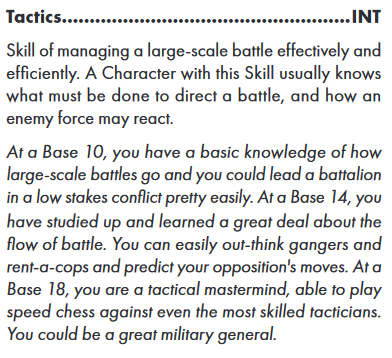 Tactics..................................................INT
Skill of managing a large-scale battle effectively and
efficiently. A Character with this Skill usually knows
what must be done to direct a battle, and how an
enemy force may react.
At a Base 10, you have a basic knowledge of how
large-scale battles go and you could lead a battalion
in a low stakes conflict pretty easily. At a Base 14, you
have studied up and learned a great deal about the
flow of battle. You can easily out-think gangers and
rent-a-cops and predict your opposition's moves. At a
Base 18, you are a tactical mastermind, able to play
speed chess against even the most skilled tacticians.
You could be a great military general.